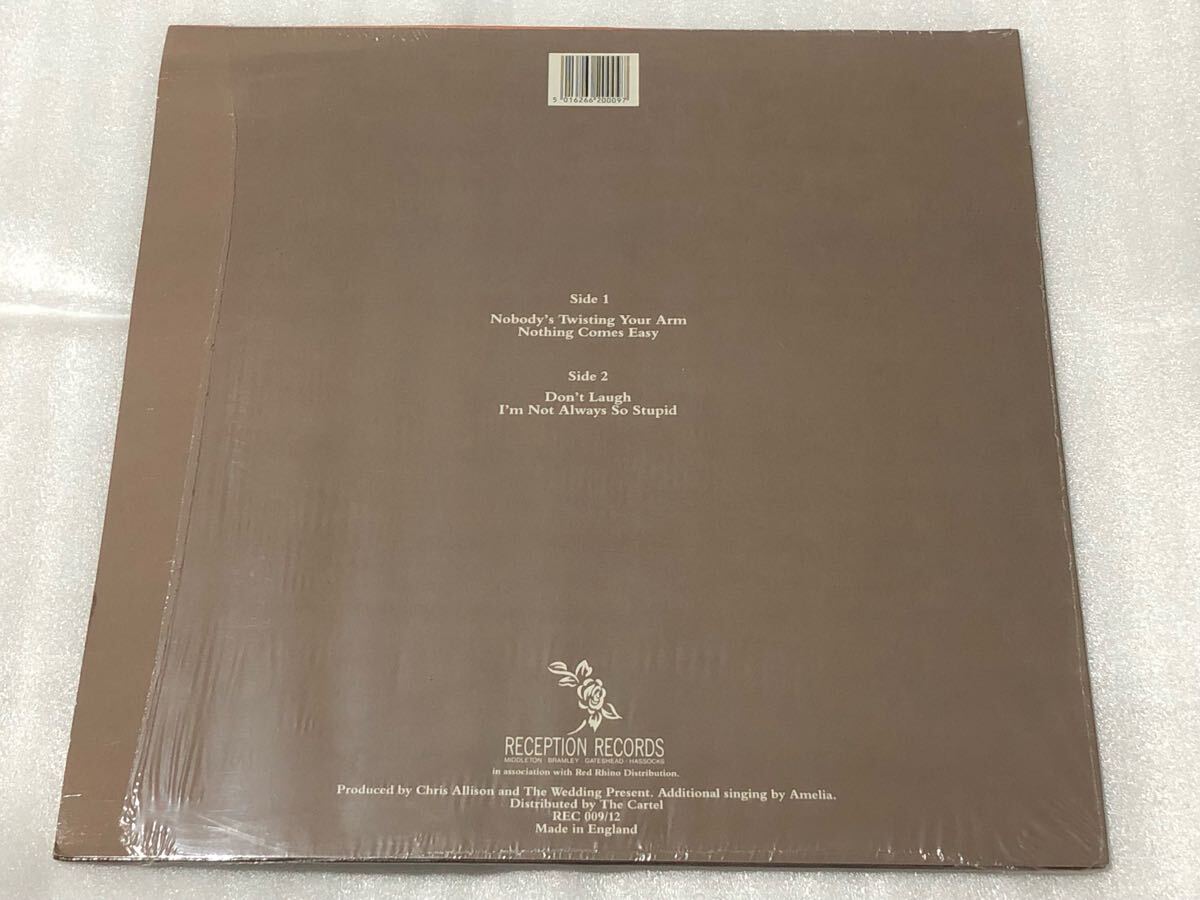 5 016266 200097
Side 1
Nobody's Twisting Your Arm
Nothing Comes Easy
Side 2
Don't Laugh
I'm Not Always So Stupid
RECEPTION RECORDS
MIDDLETON · BRAMLEY · GATESHEAD · HASSOCKS
in association with Red Rhino Distribution.
Produced by Chris Allison and The Wedding Present. Additional singing by Amelia.
Distributed by The Cartel
REC 009/12
Made in England